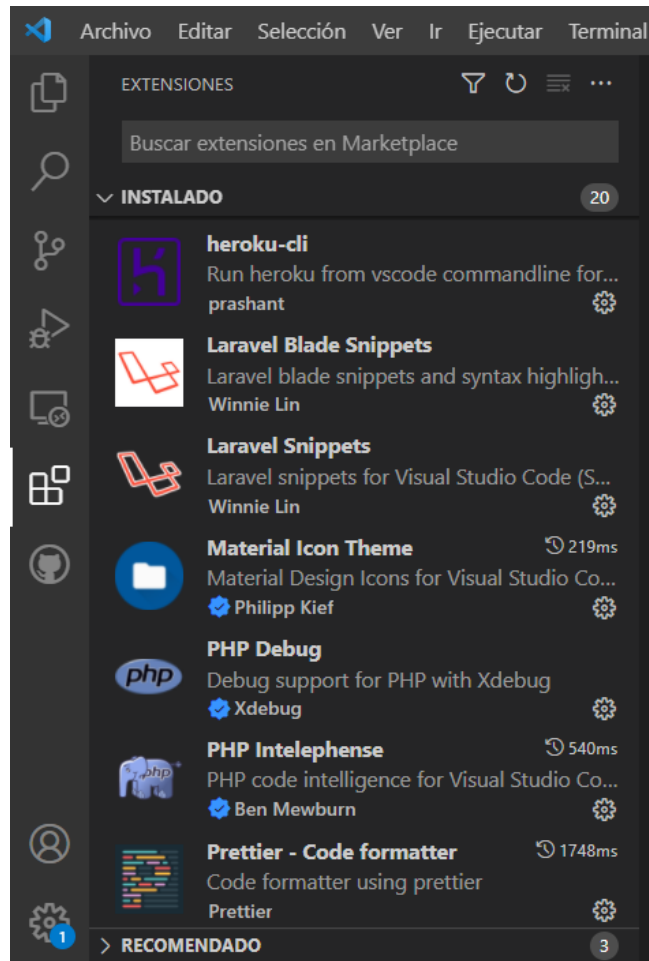 Archivo Editar Selección Ver Ir Ejecutar Terminal
EXTENSIONES
Buscar extensiones en Marketplace
INSTALADO 20
heroku-cli
Run heroku from vscode commandline for...
prashant
Laravel Blade Snippets
Laravel blade snippets and syntax highligh...
Winnie Lin
Laravel Snippets
Laravel snippets for Visual Studio Code (S...
Winnie Lin
Material Icon Theme 219ms
Material Design Icons for Visual Studio Co...
Philipp Kief
php
PHP Debug
Debug support for PHP with Xdebug
Xdebug
php
PHP Intelephense 540ms
PHP code intelligence for Visual Studio Co...
Ben Mewburn
Prettier - Code formatter 1748ms
Code formatter using prettier
Prettier
1
RECOMENDADO 3